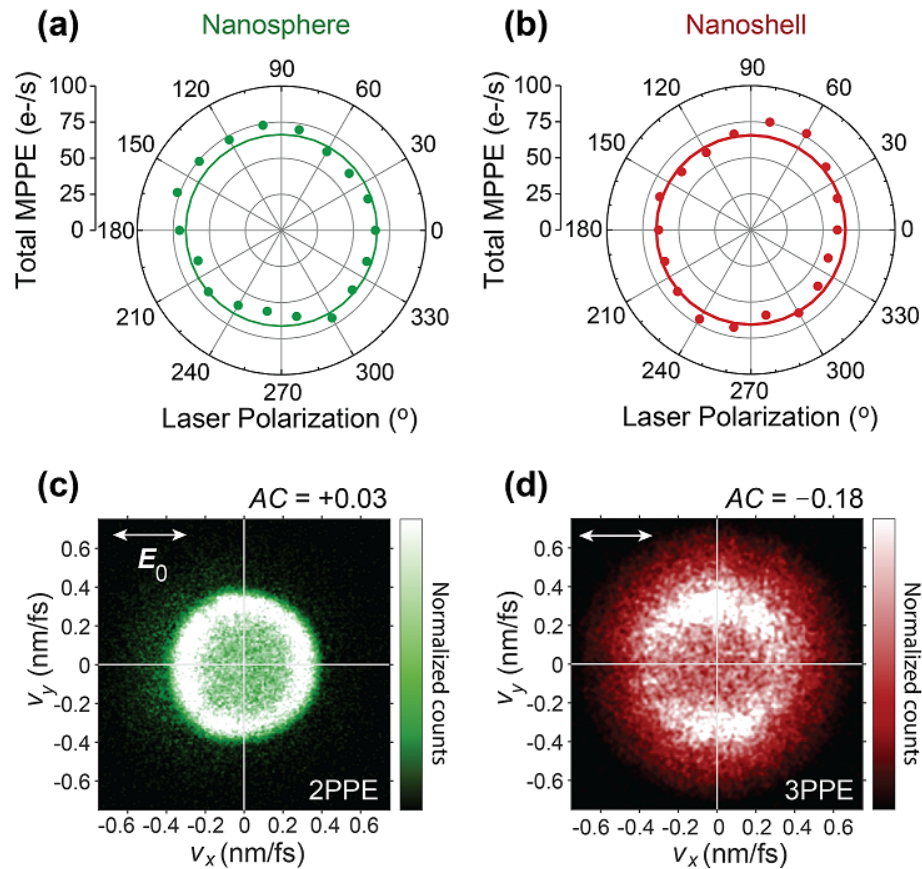 (a)
Nanosphere
Total MPPE (e-/s)
100
75
50
25
0
90
60
30
0
330
300
270
240
210
180
150
120
Laser Polarization (º)
(b)
Nanoshell
Total MPPE (e-/s)
100
75
50
25
0
90
60
30
0
330
300
270
240
210
180
150
120
Laser Polarization (º)
(c)
AC = +0.03
E0
2PPE
vy (nm/fs)
0.6
0.4
0.2
0
-0.2
-0.4
-0.6
-0.6 -0.4 -0.2 0 0.2 0.4 0.6
vx (nm/fs)
Normalized counts
(d)
AC = −0.18
3PPE
vy (nm/fs)
0.6
0.4
0.2
0
-0.2
-0.4
-0.6
-0.6 -0.4 -0.2 0 0.2 0.4 0.6
vx (nm/fs)
Normalized counts